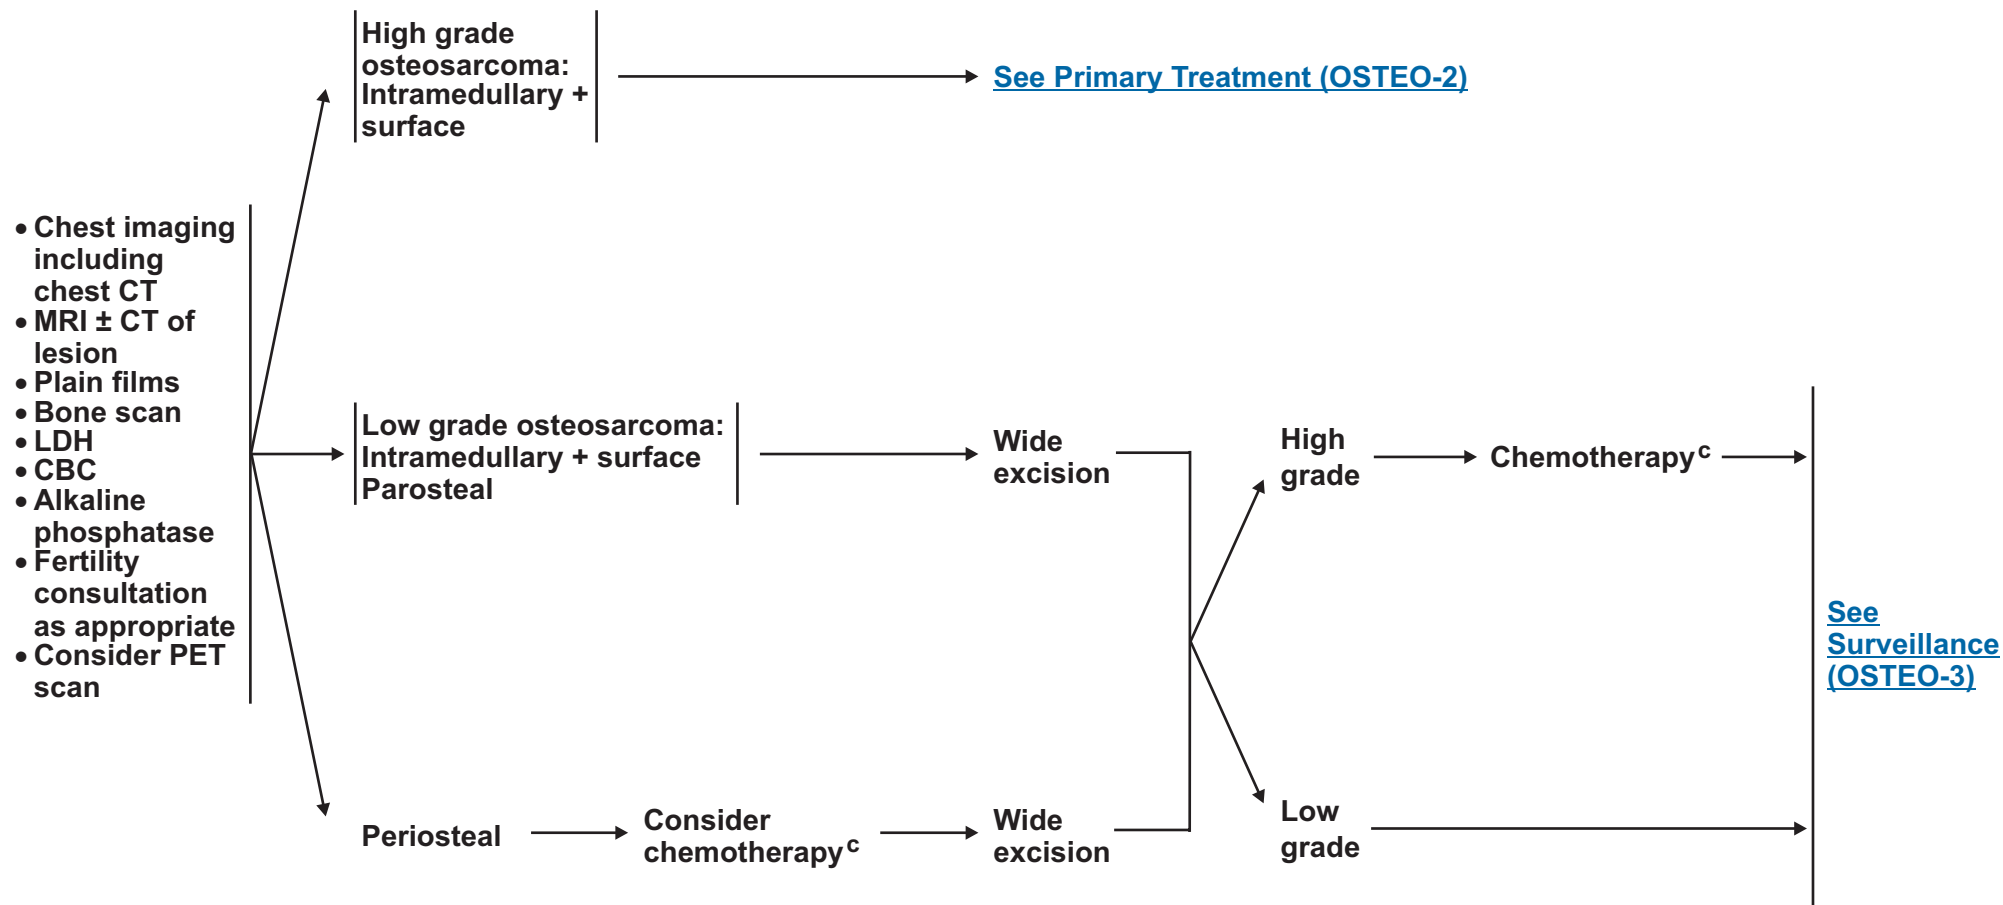 • Chest imaging
including
chest CT
• MRI ± CT of
lesion
• Plain films
• Bone scan
• LDH
• CBC
• Alkaline
phosphatase
• Fertility
consultation
as appropriate
• Consider PET
scan
High grade
osteosarcoma:
Intramedullary +
surface
See Primary Treatment (OSTEO-2)
Low grade osteosarcoma:
Intramedullary + surface
Parosteal
Wide
excision
Periosteal
Consider
chemotherapy c
Wide
excision
High
grade
Chemotherapy c
Low
grade
See
Surveillance
(OSTEO-3)